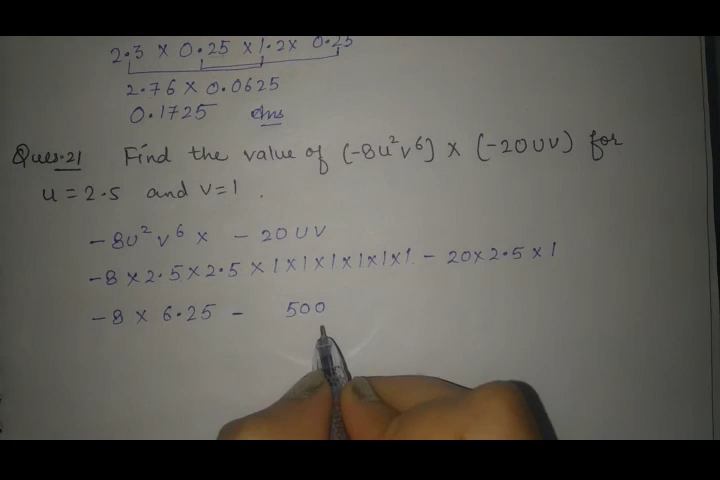 2.3 × 0.25 × 1.2 × 0.25
2.76 × 0.0625
0.1725 Ans
Ques.21 Find the value of (-8u²v⁶) × (-20uv) for
u = 2.5 and v=1.
-8u²v⁶ × -20uv
-8 × 2.5 × 2.5 × 1×1×1×1×1×1 - 20×2.5×1
-8 × 6.25 - 500